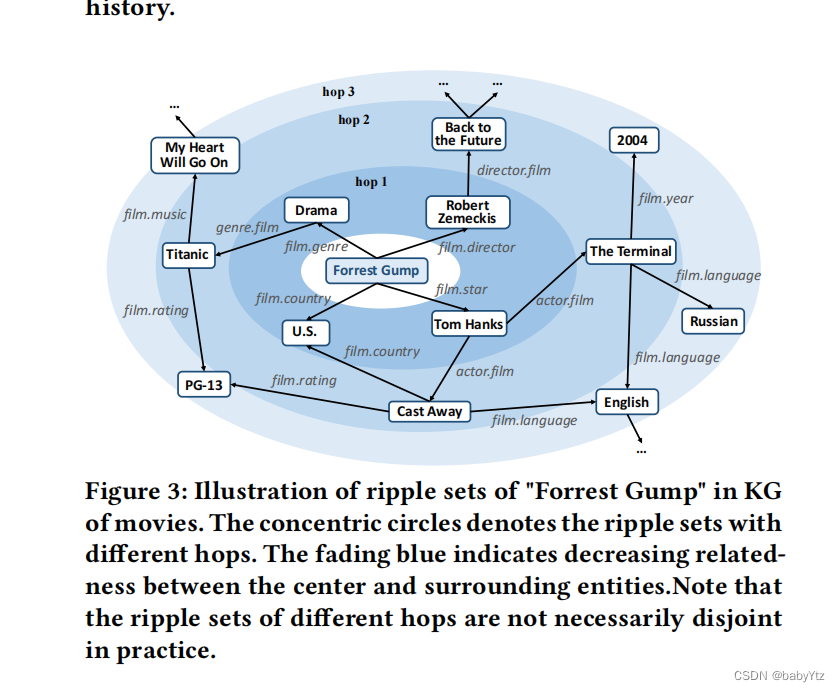 history.
...
...
...
hop 3
hop 2
hop 1
My Heart
Will Go On
Back to
the Future
2004
director.film
film.year
Drama
Robert
Zemeckis
film.music
genre.film
film.genre
film.director
Titanic
The Terminal
Forrest Gump
film.language
film.star
film.country
actor.film
film.rating
Tom Hanks
Russian
U.S.
film.country
film.language
actor.film
PG-13
film.rating
Cast Away
English
film.language
...
Figure 3: Illustration of ripple sets of "Forrest Gump" in KG
of movies. The concentric circles denotes the ripple sets with
different hops. The fading blue indicates decreasing related-
ness between the center and surrounding entities.Note that
the ripple sets of different hops are not necessarily disjoint
in practice.
CSDN @babyYtz